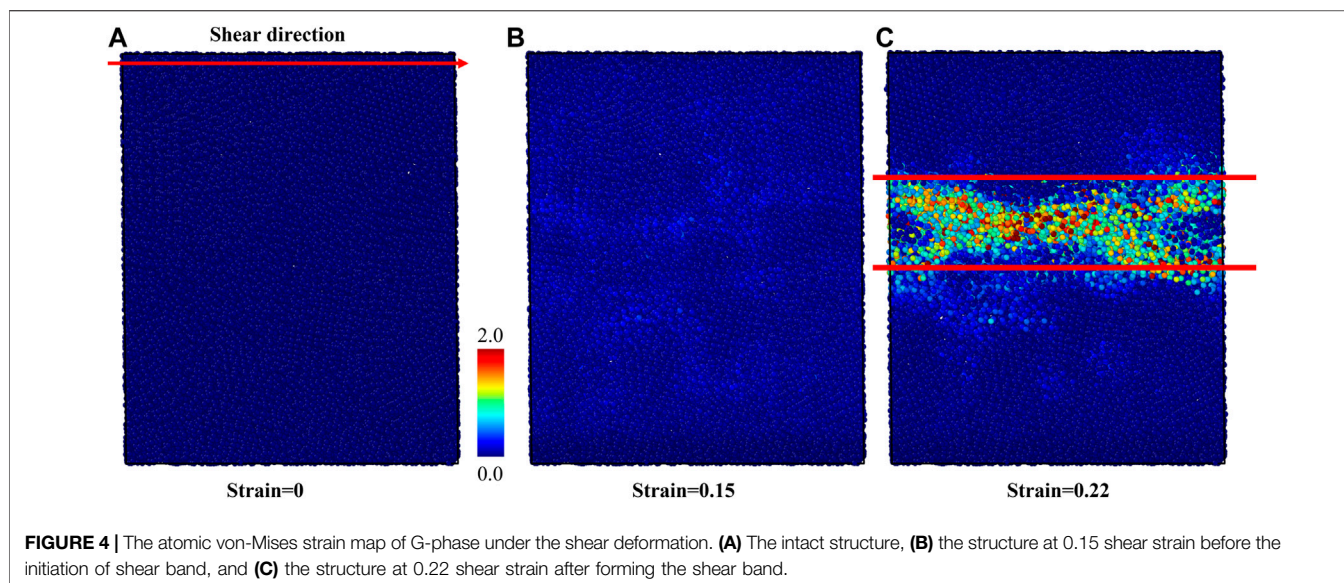 A
Shear direction
B
C
2.0
0.0
Strain=0
Strain=0.15
Strain=0.22
FIGURE 4 | The atomic von-Mises strain map of G-phase under the shear deformation. (A) The intact structure, (B) the structure at 0.15 shear strain before the
initiation of shear band, and (C) the structure at 0.22 shear strain after forming the shear band.